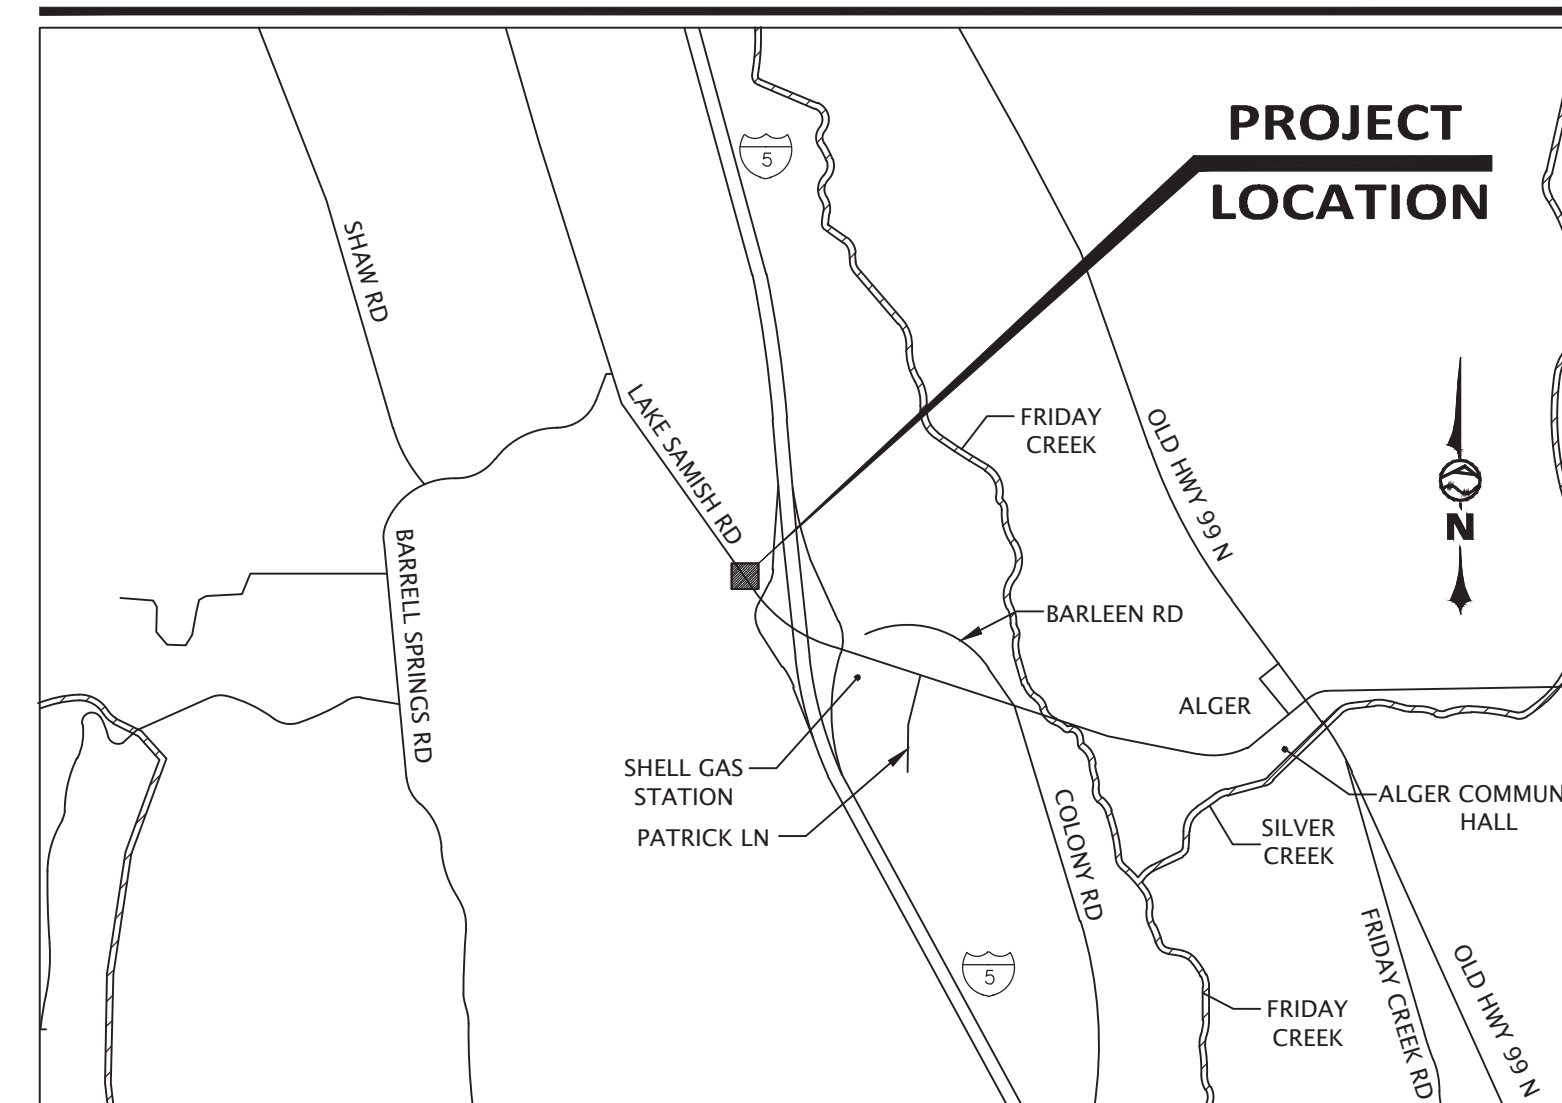 PROJECT
LOCATION
5
SHAW RD
LAKE SAMISH RD
FRIDAY
CREEK
OLD HWY 99 N
N
BARRELL SPRINGS RD
BARLEEN RD
ALGER
SHELL GAS
STATION
PATRICK LN
COLONY RD
ALGER COMMUN
HALL
SILVER
CREEK
FRIDAY CREEK RD
OLD HWY 99 N
5
FRIDAY
CREEK